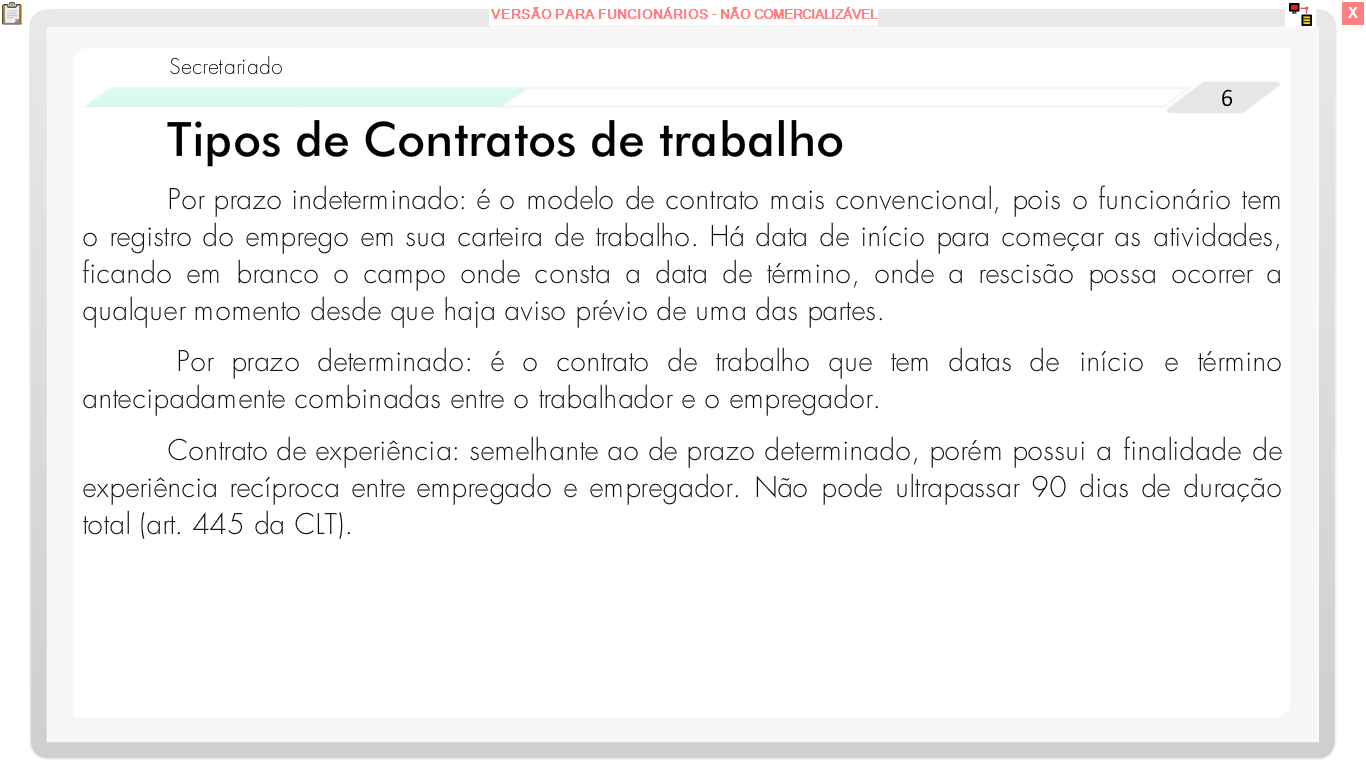 VERSÃO PARA FUNCIONÁRIOS - NÃO COMERCIALIZÁVEL
X
Secretariado
6
Tipos de Contratos de trabalho
Por prazo indeterminado: é o modelo de contrato mais convencional, pois o funcionário tem
o registro do emprego em sua carteira de trabalho. Há data de início para começar as atividades,
ficando em branco o campo onde consta a data de término, onde a rescisão possa ocorrer a
qualquer momento desde que haja aviso prévio de uma das partes.
Por prazo determinado: é o contrato de trabalho que tem datas de início e término
antecipadamente combinadas entre o trabalhador e o empregador.
Contrato de experiência: semelhante ao de prazo determinado, porém possui a finalidade de
experiência recíproca entre empregado e empregador. Não pode ultrapassar 90 dias de duração
total (art. 445 da CLT).